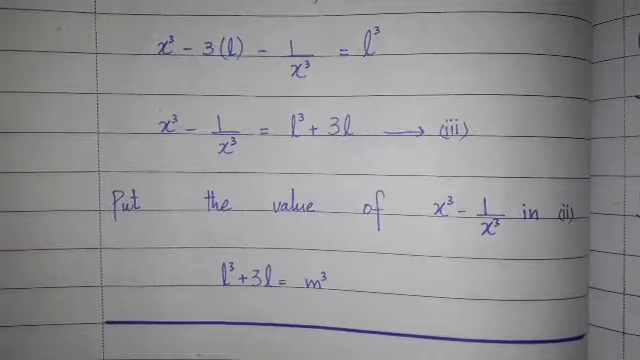 x³ - 3(l) - 1/x³ = l³
x³ - 1/x³ = l³ + 3l ⟶ (iii)
Put the value of x³ - 1/x³ in (ii)
l³ + 3l = m³